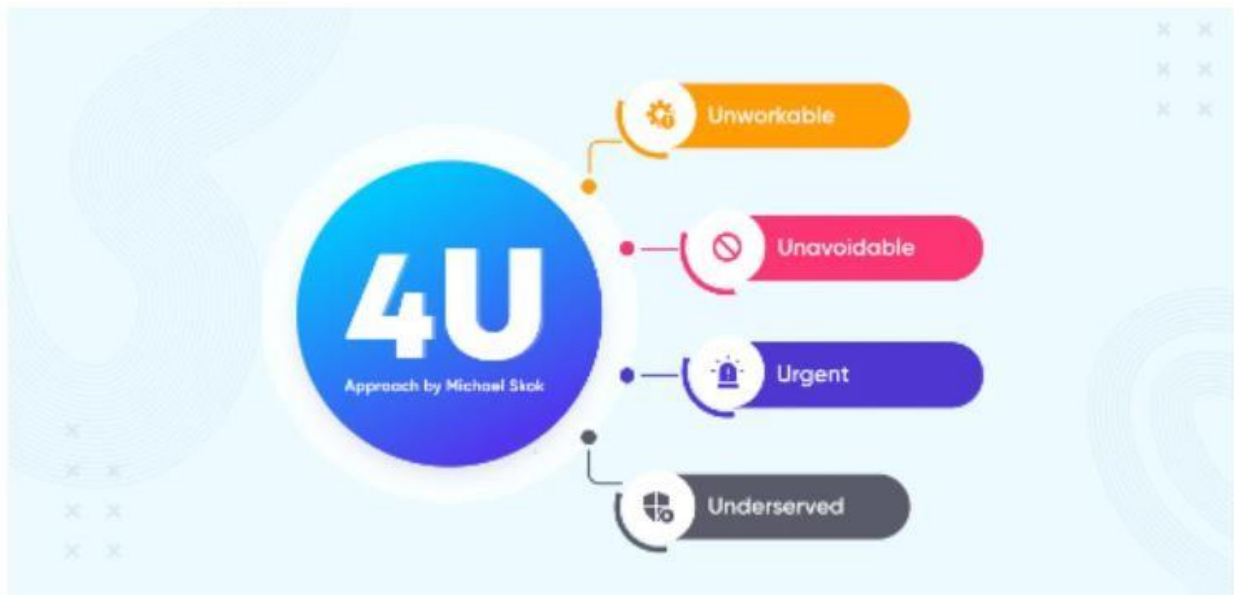 4U
Approach by Michael Skok
Unworkable
Unavoidable
Urgent
Underserved